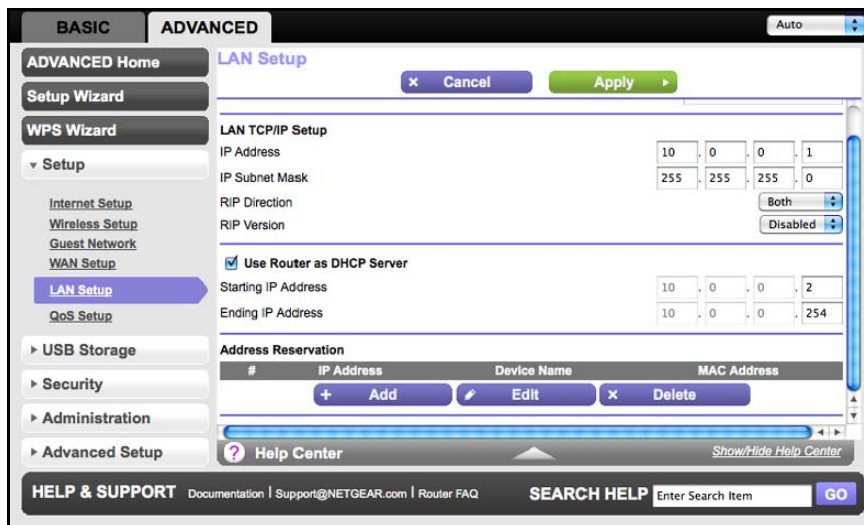 BASIC
ADVANCED
Auto
ADVANCED Home
Setup Wizard
WPS Wizard
Setup
Internet Setup
Wireless Setup
Guest Network
WAN Setup
LAN Setup
QoS Setup
USB Storage
Security
Administration
Advanced Setup
LAN Setup
× Cancel
Apply
LAN TCP/IP Setup
IP Address 10 . 0 . 0 . 1
IP Subnet Mask 255 . 255 . 255 . 0
RIP Direction Both
RIP Version Disabled
Use Router as DHCP Server
Starting IP Address 10 . 0 . 0 . 2
Ending IP Address 10 . 0 . 0 . 254
Address Reservation
# IP Address Device Name MAC Address
+ Add Edit × Delete
? Help Center Show/Hide Help Center
HELP & SUPPORT Documentation | Support@NETGEAR.com | Router FAQ SEARCH HELP Enter Search Item GO